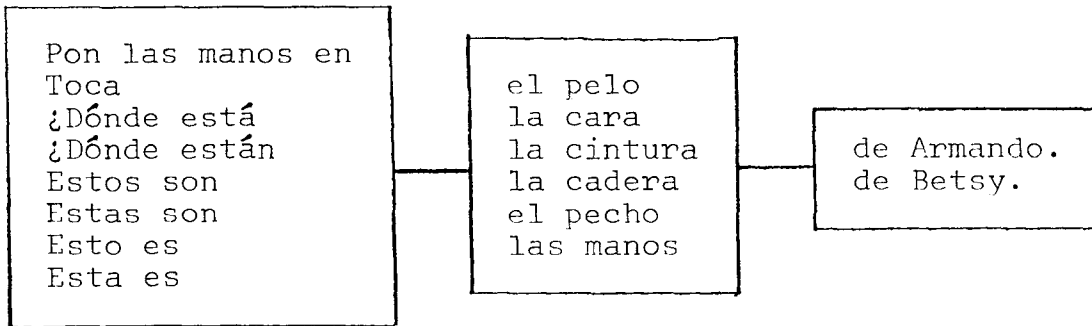 Pon las manos en
Toca
¿Dónde está
¿Dónde están
Estos son
Estas son
Esto es
Esta es
el pelo
la cara
la cintura
la cadera
el pecho
las manos
de Armando.
de Betsy.